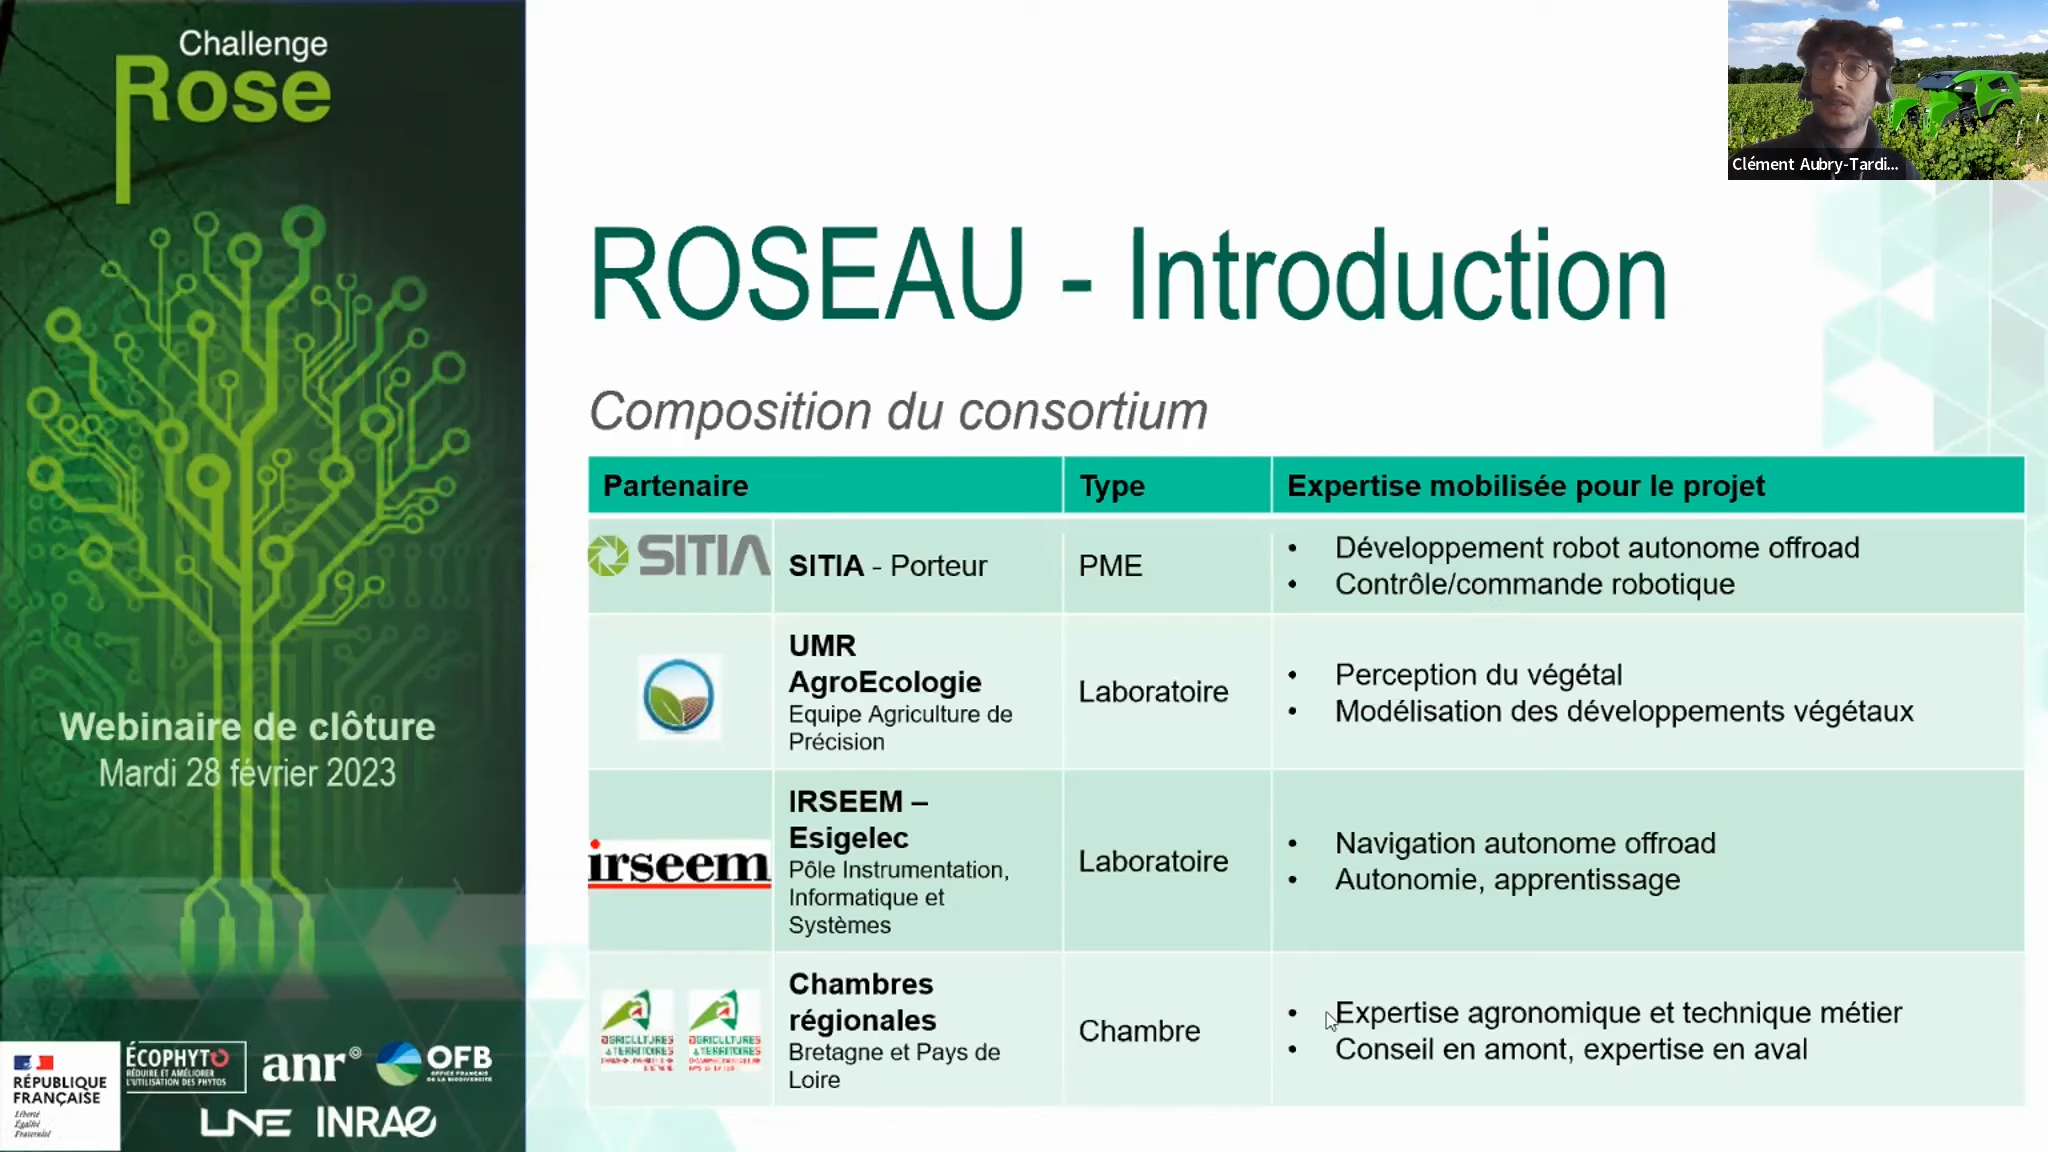 Challenge
Rose
Webinaire de clôture
Mardi 28 février 2023
RÉPUBLIQUE
FRANÇAISE
Liberté
Égalité
Fraternité
ÉCOPHYTO
RÉDUIRE ET AMÉLIORER
L'UTILISATION DES PHYTOS
anr
OFB
OFFICE FRANÇAIS
DE LA BIODIVERSITÉ
LNE
INRAE
Clément Aubry-Tardi...
ROSEAU - Introduction
Composition du consortium
Partenaire
Type
Expertise mobilisée pour le projet
SITIA
SITIA - Porteur
PME
• Développement robot autonome offroad
• Contrôle/commande robotique
UMR
AgroEcologie
Equipe Agriculture de
Précision
Laboratoire
• Perception du végétal
• Modélisation des développements végétaux
irseem
IRSEEM –
Esigelec
Pôle Instrumentation,
Informatique et
Systèmes
Laboratoire
• Navigation autonome offroad
• Autonomie, apprentissage
AGRICULTURES
& TERRITOIRES
AGRICULTURES
& TERRITOIRES
Chambres
régionales
Bretagne et Pays de
Loire
Chambre
• Expertise agronomique et technique métier
• Conseil en amont, expertise en aval